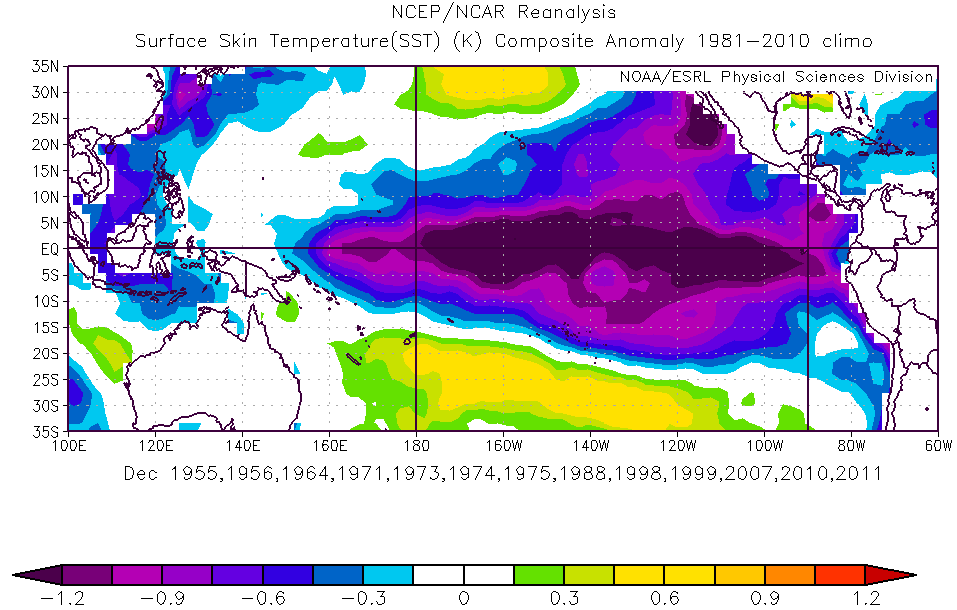 NCEP/NCAR Reanalysis
Surface Skin Temperature(SST) (K) Composite Anomaly 1981−2010 climo
NOAA/ESRL Physical Sciences Division
35N
30N
25N
20N
15N
10N
5N
EQ
5S
10S
15S
20S
25S
30S
35S
100E 120E 140E 160E 180 160W 140W 120W 100W 80W 60W
Dec 1955,1956,1964,1971,1973,1974,1975,1988,1998,1999,2007,2010,2011
−1.2 −0.9 −0.6 −0.3 0 0.3 0.6 0.9 1.2